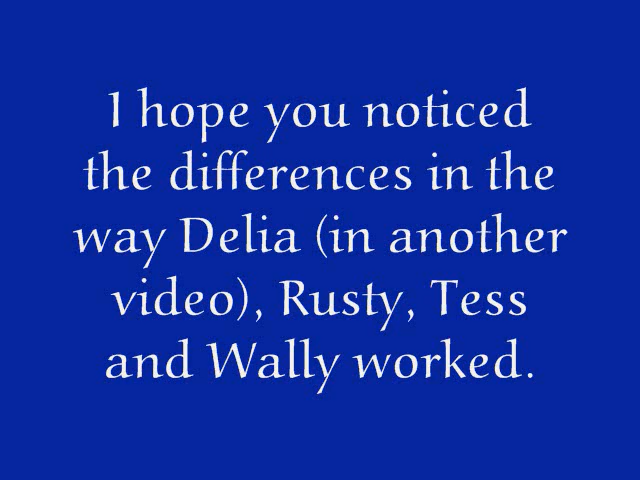 I hope you noticed
the differences in the
way Delia (in another
video), Rusty, Tess
and Wally worked.